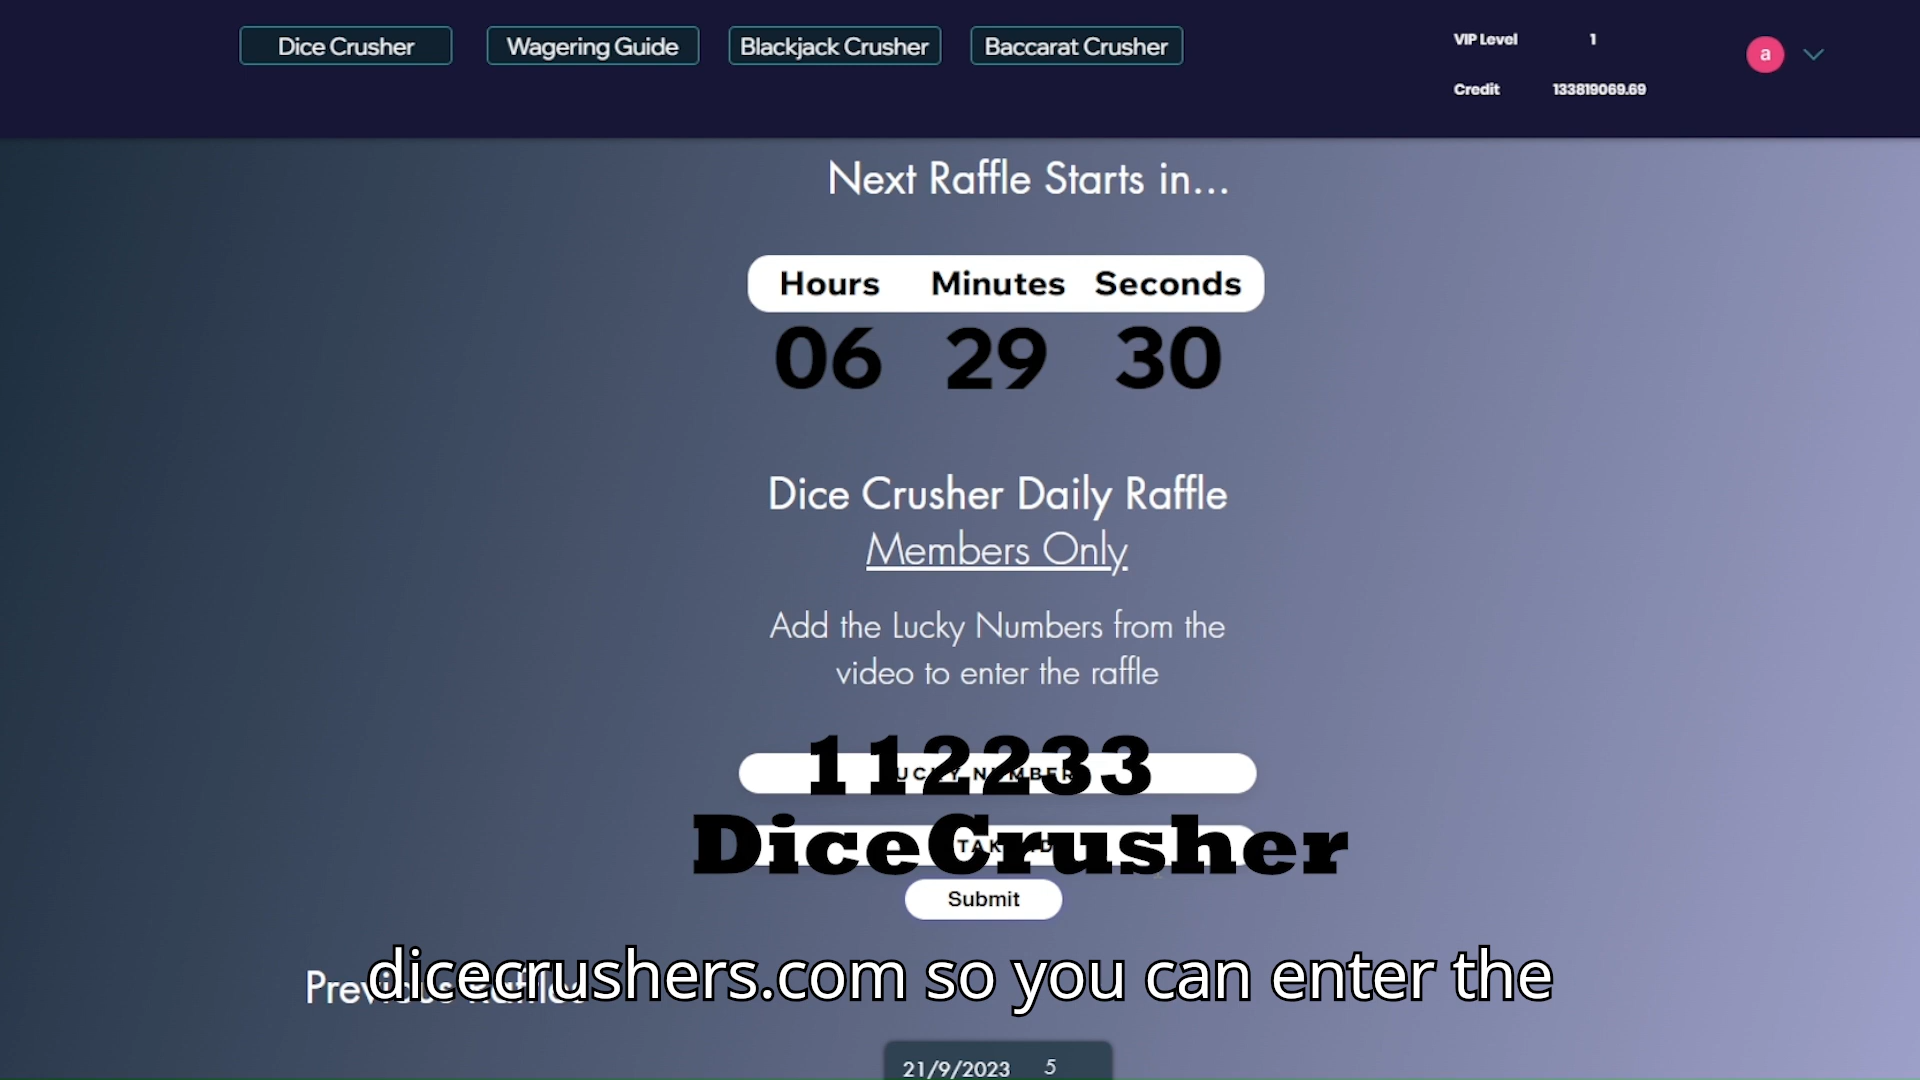 Dice Crusher
Wagering Guide
Blackjack Crusher
Baccarat Crusher
VIP Level 1
a
Credit 133819069.69
Next Raffle Starts in...
Hours Minutes Seconds
06 29 30
Dice Crusher Daily Raffle
Members Only
Add the Lucky Numbers from the
video to enter the raffle
112233
DiceCrusher
Submit
dicecrushers.com so you can enter the
21/9/2023 5